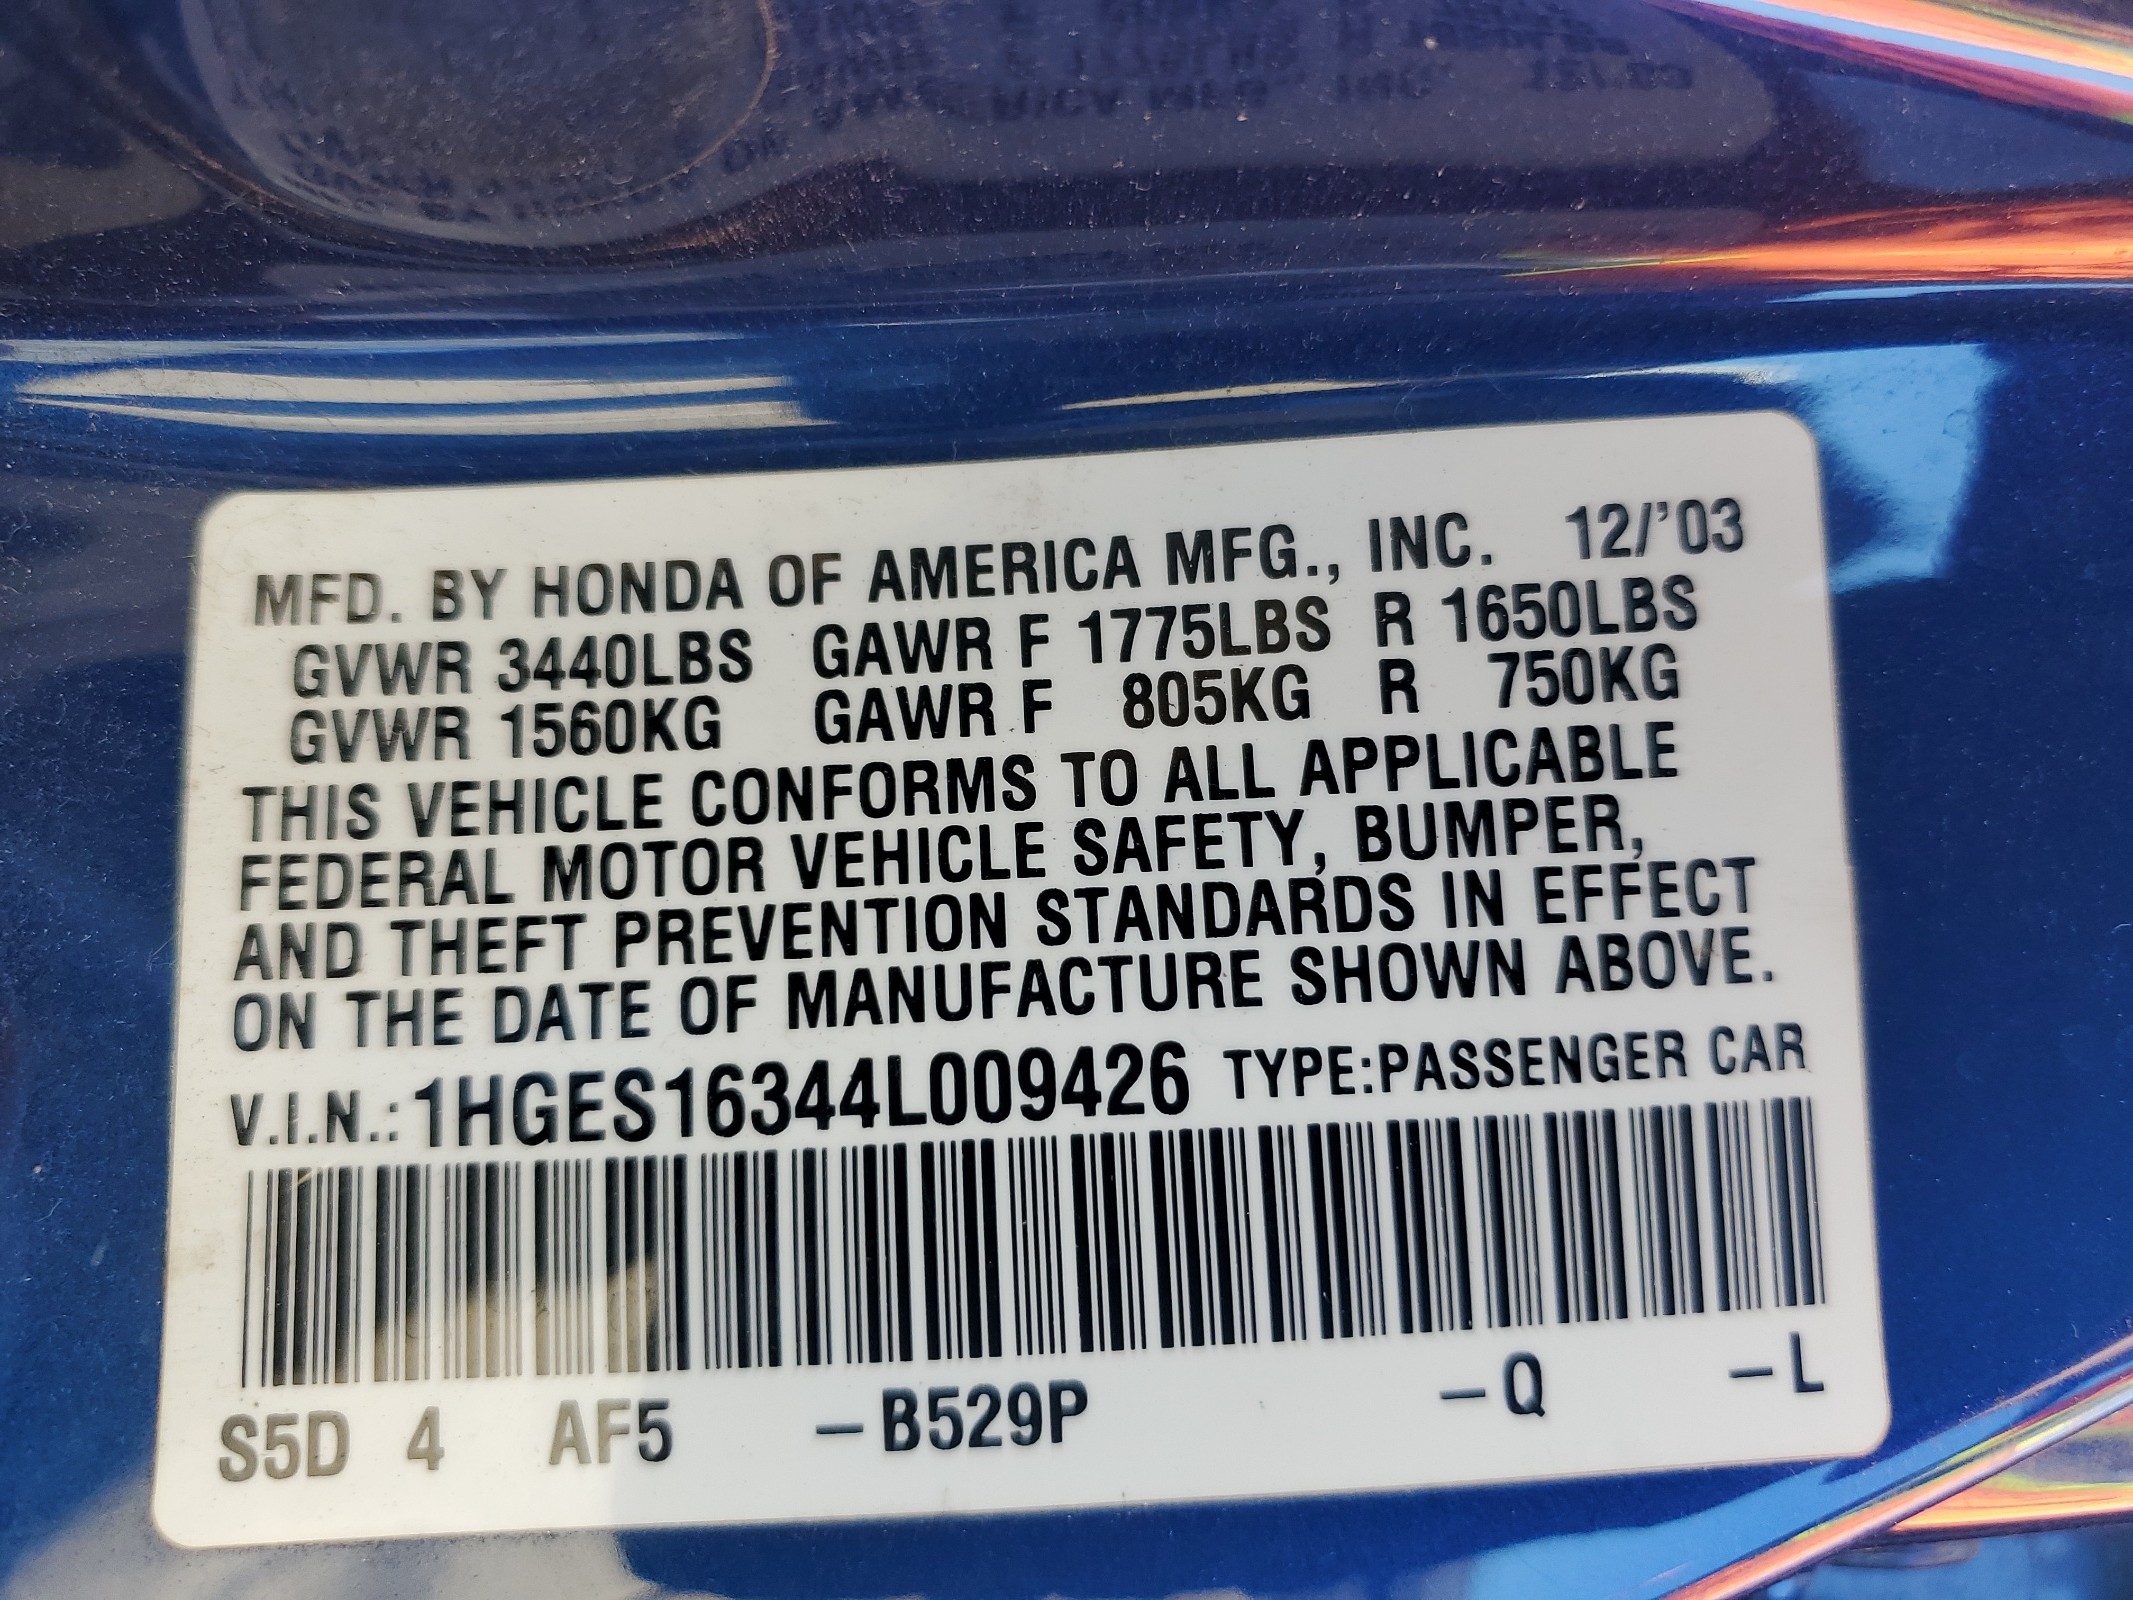 MFD. BY HONDA OF AMERICA MFG., INC. 12/'03
GVWR 3440LBS GAWR F 1775LBS R 1650LBS
GVWR 1560KG GAWR F 805KG R 750KG
THIS VEHICLE CONFORMS TO ALL APPLICABLE
FEDERAL MOTOR VEHICLE SAFETY, BUMPER,
AND THEFT PREVENTION STANDARDS IN EFFECT
ON THE DATE OF MANUFACTURE SHOWN ABOVE.
V.I.N.: 1HGES16344L009426 TYPE:PASSENGER CAR
S5D 4 AF5 –B529P –Q –L